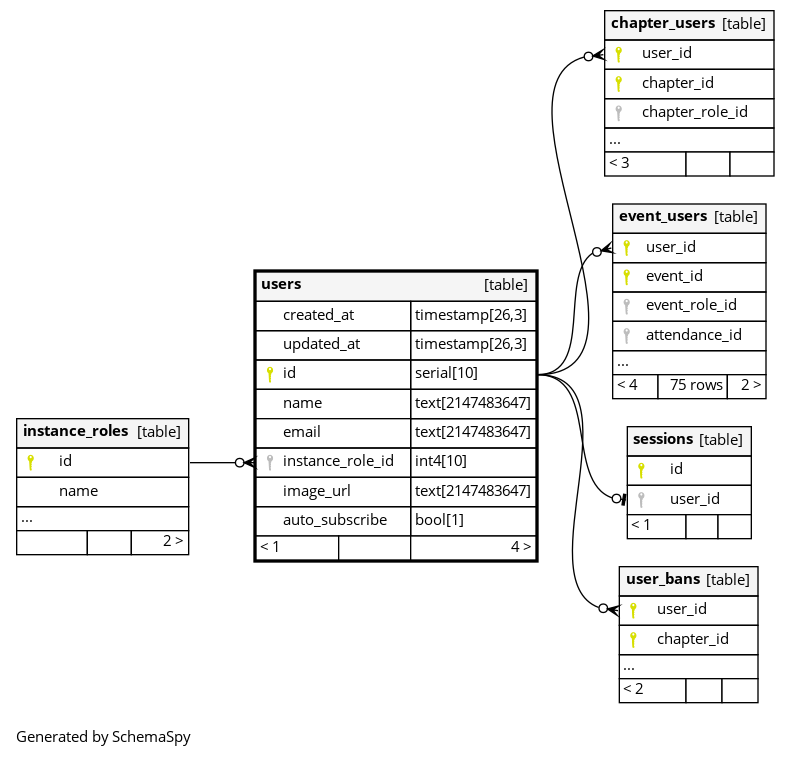 chapter_users [table]
user_id
chapter_id
chapter_role_id
...
< 3
event_users [table]
user_id
event_id
event_role_id
attendance_id
...
< 4 75 rows 2 >
users [table]
created_at timestamp[26,3]
updated_at timestamp[26,3]
id serial[10]
name text[2147483647]
email text[2147483647]
instance_role_id int4[10]
image_url text[2147483647]
auto_subscribe bool[1]
< 1 4 >
instance_roles [table]
id
name
...
2 >
sessions [table]
id
user_id
< 1
user_bans [table]
user_id
chapter_id
...
< 2
Generated by SchemaSpy